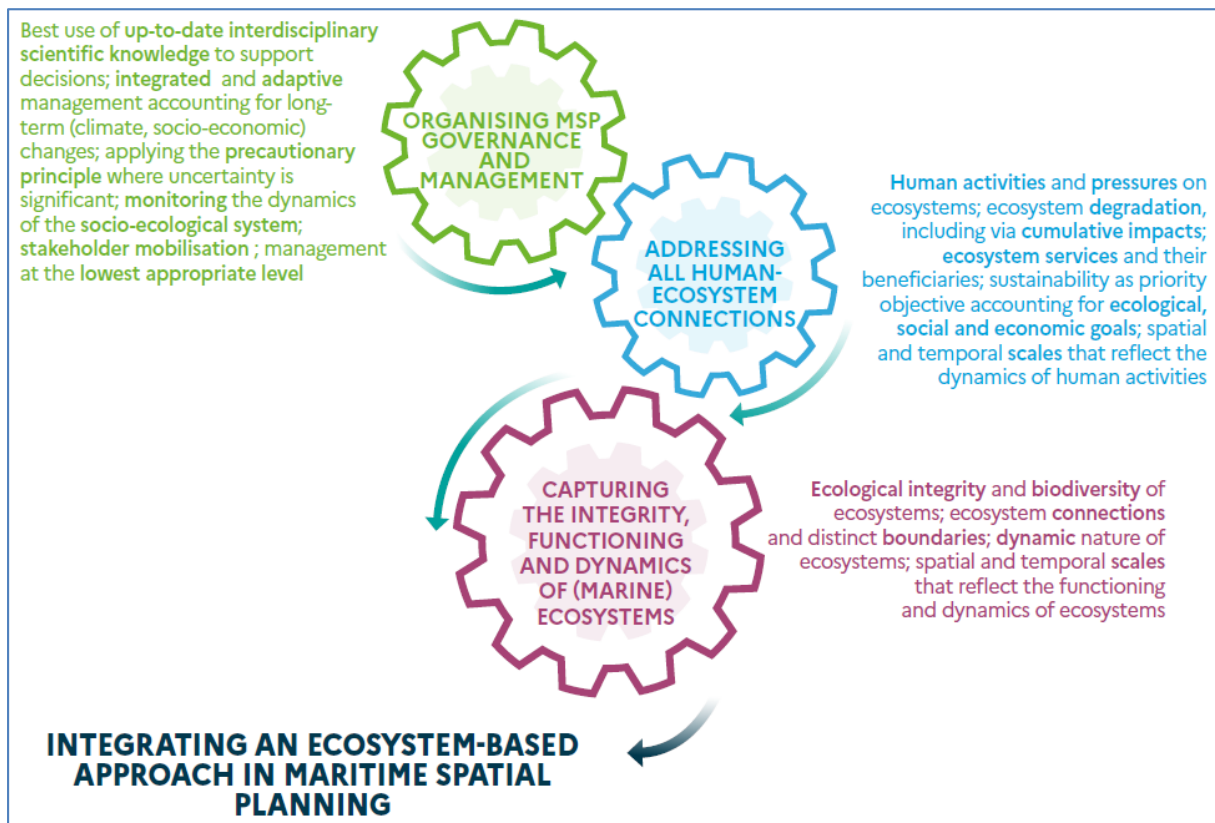 Best use of up-to-date interdisciplinary
scientific knowledge to support
decisions; integrated and adaptive
management accounting for long-
term (climate, socio-economic)
changes; applying the precautionary
principle where uncertainty is
significant; monitoring the dynamics
of the socio-ecological system;
stakeholder mobilisation ; management
at the lowest appropriate level
ORGANISING MSP
GOVERNANCE
AND
MANAGEMENT
ADDRESSING
ALL HUMAN-
ECOSYSTEM
CONNECTIONS
Human activities and pressures on
ecosystems; ecosystem degradation,
including via cumulative impacts;
ecosystem services and their
beneficiaries; sustainability as priority
objective accounting for ecological,
social and economic goals; spatial
and temporal scales that reflect the
dynamics of human activities
CAPTURING
THE INTEGRITY,
FUNCTIONING
AND DYNAMICS
OF (MARINE)
ECOSYSTEMS
Ecological integrity and biodiversity of
ecosystems; ecosystem connections
and distinct boundaries; dynamic nature of
ecosystems; spatial and temporal scales
that reflect the functioning
and dynamics of ecosystems
INTEGRATING AN ECOSYSTEM-BASED
APPROACH IN MARITIME SPATIAL
PLANNING